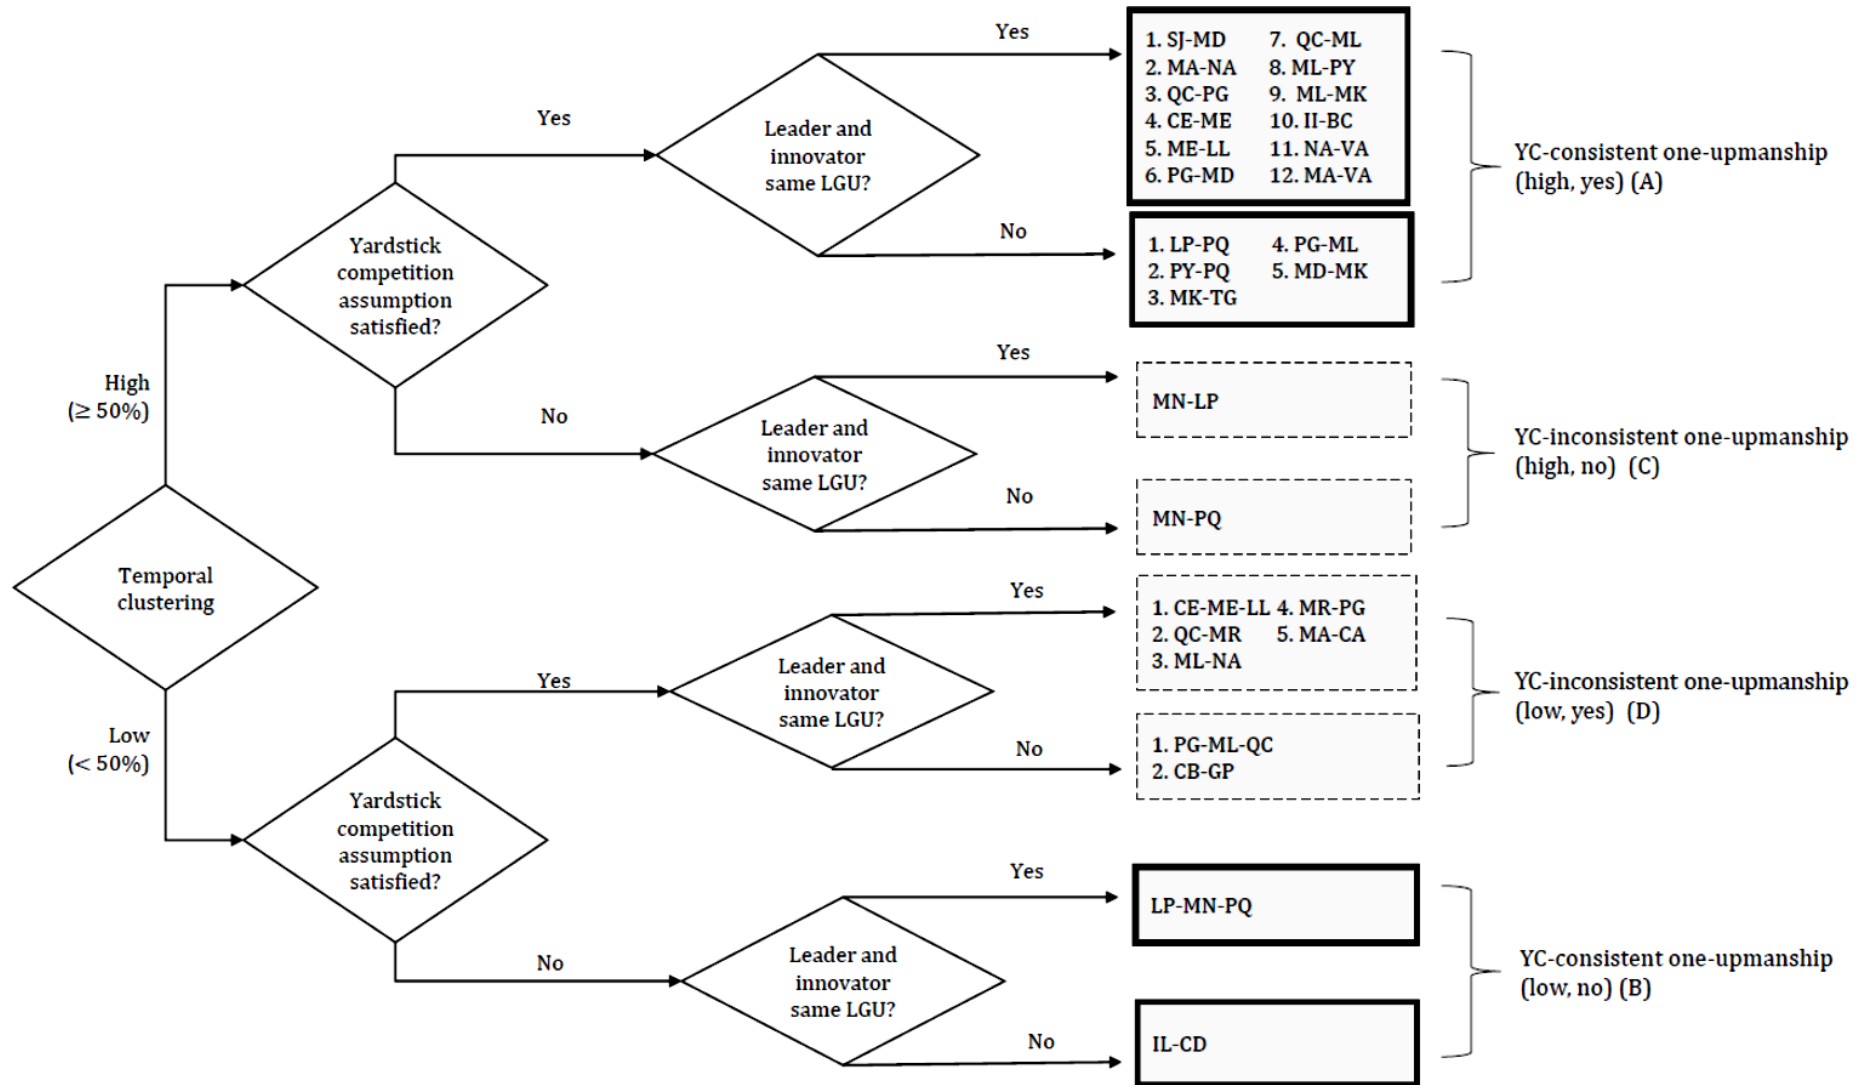 Temporal
clustering
High
(≥ 50%)
Low
(< 50%)
Yardstick
competition
assumption
satisfied?
Yes
No
Leader and
innovator
same LGU?
Yes
No
1. SJ-MD 7. QC-ML
2. MA-NA 8. ML-PY
3. QC-PG 9. ML-MK
4. CE-ME 10. II-BC
5. ME-LL 11. NA-VA
6. PG-MD 12. MA-VA
1. LP-PQ 4. PG-ML
2. PY-PQ 5. MD-MK
3. MK-TG
YC-consistent one-upmanship
(high, yes) (A)
Leader and
innovator
same LGU?
Yes
No
MN-LP
MN-PQ
YC-inconsistent one-upmanship
(high, no) (C)
Yardstick
competition
assumption
satisfied?
Yes
No
Leader and
innovator
same LGU?
Yes
No
1. CE-ME-LL 4. MR-PG
2. QC-MR 5. MA-CA
3. ML-NA
1. PG-ML-QC
2. CB-GP
YC-inconsistent one-upmanship
(low, yes) (D)
Leader and
innovator
same LGU?
Yes
No
LP-MN-PQ
IL-CD
YC-consistent one-upmanship
(low, no) (B)